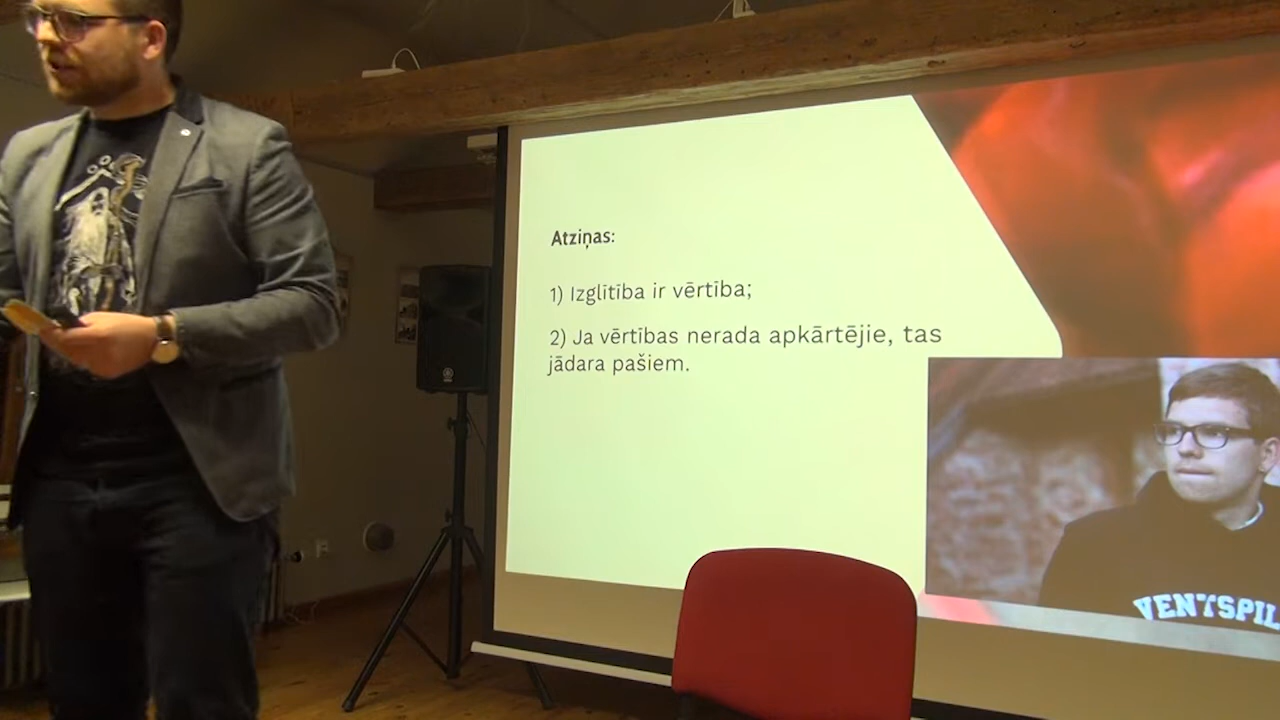 Atziņas:
1) Izglītība ir vērtība;
2) Ja vērtības nerada apkārtējie, tas
jādara pašiem.
VENTSPIL